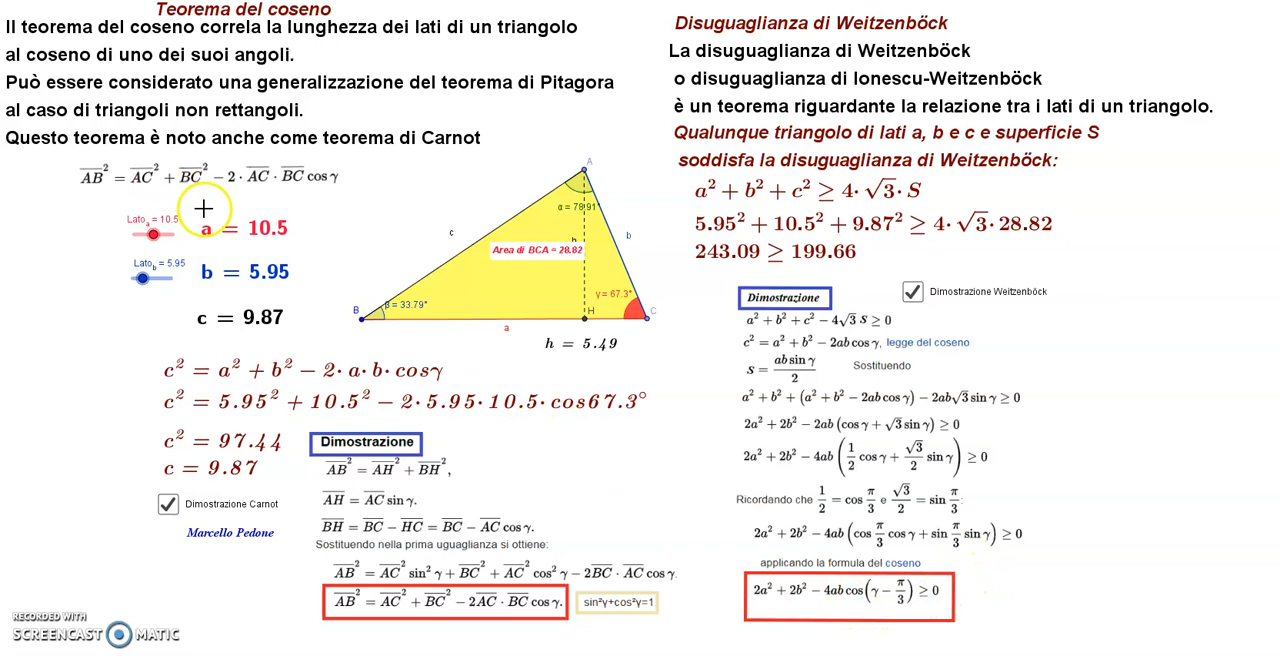 Teorema del coseno
Il teorema del coseno correla la lunghezza dei lati di un triangolo
al coseno di uno dei suoi angoli.
Può essere considerato una generalizzazione del teorema di Pitagora
al caso di triangoli non rettangoli.
Questo teorema è noto anche come teorema di Carnot
AB² = AC² + BC² − 2· AC · BC cos γ
Lato_a = 10.5
a = 10.5
Lato_b = 5.95
b = 5.95
c = 9.87
A
α = 78.91°
c
b
h
Area di BCA = 28.82
γ = 67.3°
B
β = 33.79°
H
C
a
h = 5.49
c² = a² + b² − 2· a· b· cosγ
c² = 5.95² + 10.5² − 2· 5.95· 10.5· cos67.3°
c² = 97.44
c = 9.87
Dimostrazione Carnot
Marcello Pedone
Dimostrazione
AB² = AH² + BH²,
AH = AC sin γ.
BH = BC − HC = BC − AC cos γ.
Sostituendo nella prima uguaglianza si ottiene:
AB² = AC² sin² γ + BC² + AC² cos² γ − 2BC · AC cos γ.
AB² = AC² + BC² − 2AC · BC cos γ.
sin²γ+cos²γ=1
Disuguaglianza di Weitzenböck
La disuguaglianza di Weitzenböck
o disuguaglianza di Ionescu-Weitzenböck
è un teorema riguardante la relazione tra i lati di un triangolo.
Qualunque triangolo di lati a, b e c e superficie S
soddisfa la disuguaglianza di Weitzenböck:
a² + b² + c² ≥ 4· √3· S
5.95² + 10.5² + 9.87² ≥ 4· √3· 28.82
243.09 ≥ 199.66
Dimostrazione
Dimostrazione Weitzenböck
a² + b² + c² − 4√3 S ≥ 0
c² = a² + b² − 2ab cos γ, legge del coseno
S = ab sin γ / 2 Sostituendo
a² + b² + (a² + b² − 2ab cos γ) − 2ab√3 sin γ ≥ 0
2a² + 2b² − 2ab (cos γ + √3 sin γ) ≥ 0
2a² + 2b² − 4ab (1/2 cos γ + √3/2 sin γ) ≥ 0
Ricordando che 1/2 = cos π/3 e √3/2 = sin π/3:
2a² + 2b² − 4ab (cos π/3 cos γ + sin π/3 sin γ) ≥ 0
applicando la formula del coseno
2a² + 2b² − 4ab cos(γ − π/3) ≥ 0
RECORDED WITH
SCREENCAST MATIC